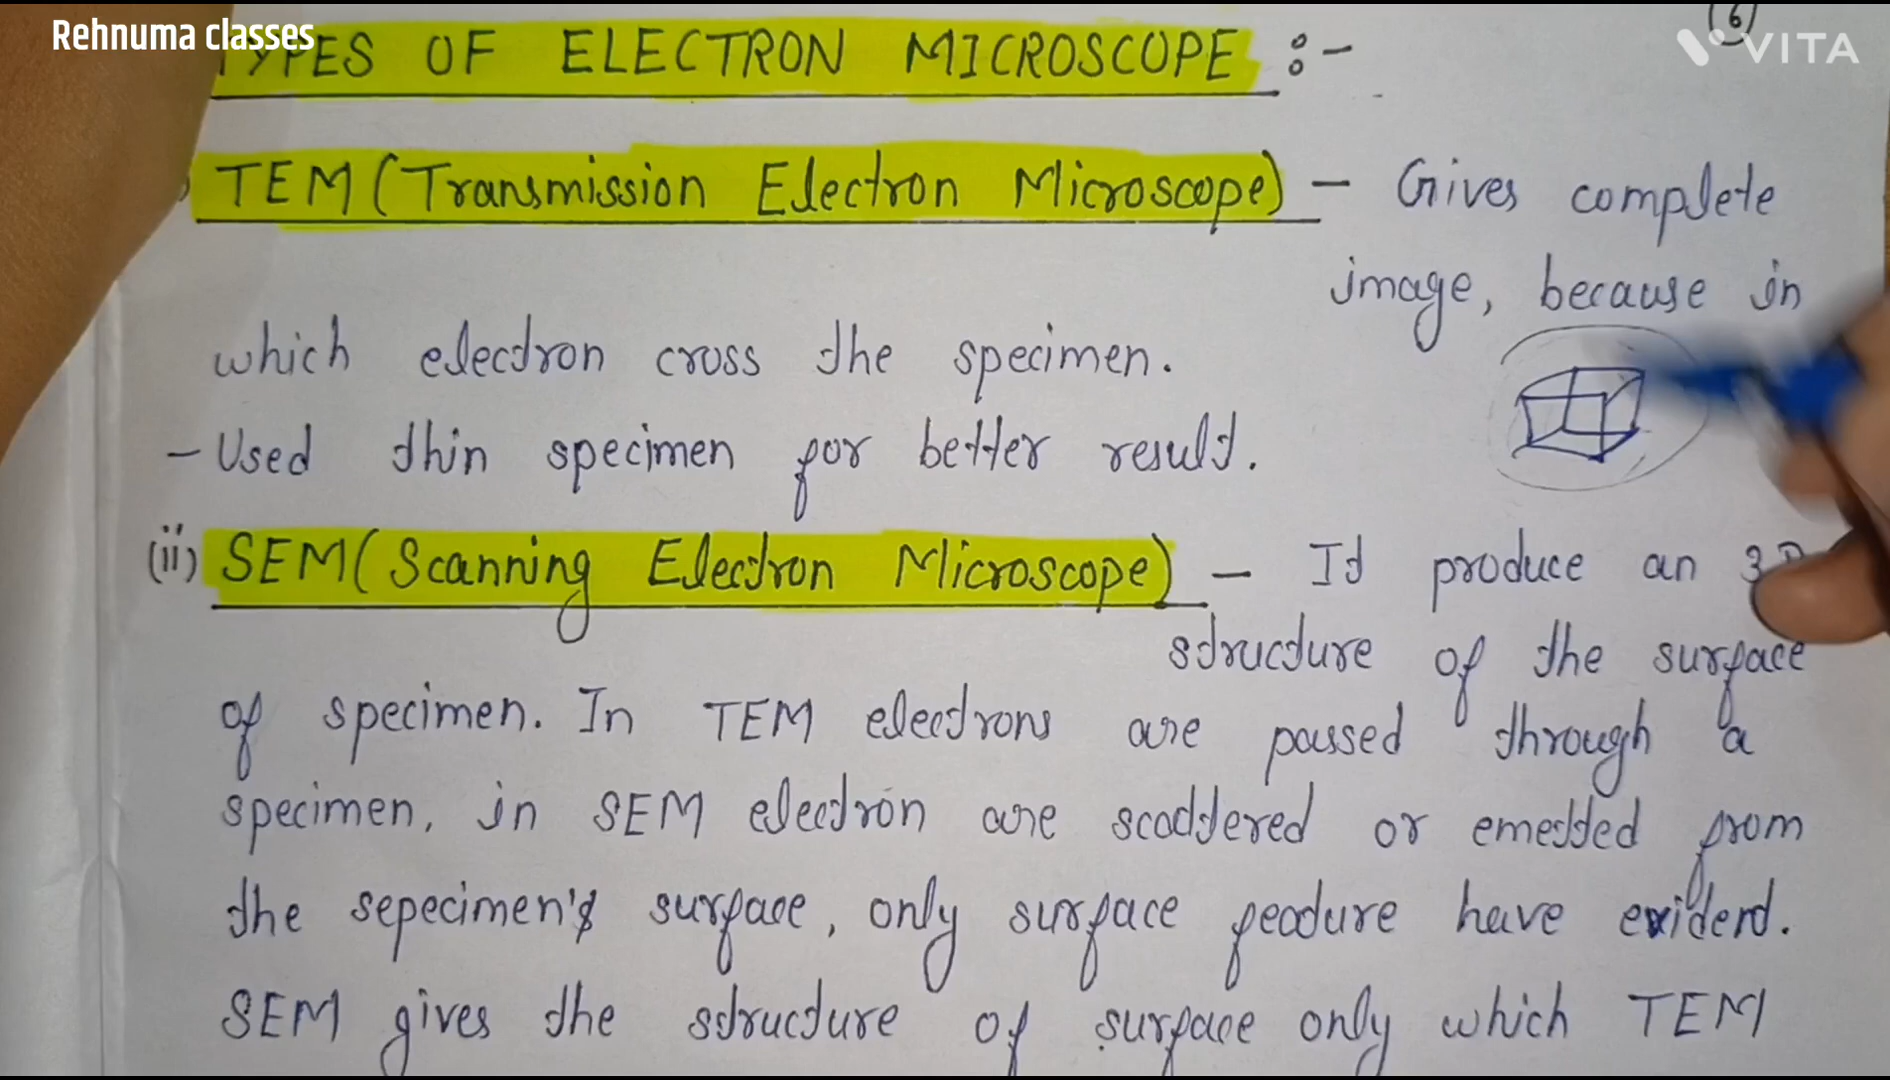 Rehnuma classes
(6)
VITA
TYPES OF ELECTRON MICROSCOPE :-
) TEM (Transmission Electron Microscope) - Gives complete
image, because in
which electron cross the specimen.
- Used thin specimen for better result.
(ii) SEM (Scanning Electron Microscope) - It produce an 3D
structure of the surface
of specimen. In TEM electrons are passed through a
specimen, in SEM electron are scattered or emetted from
the sepecimen's surface, only surface feature have evident.
SEM gives the structure of surface only which TEM